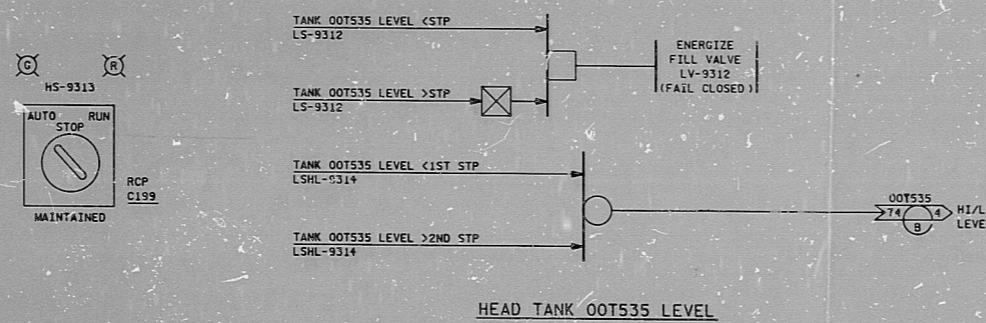 TANK 00T535 LEVEL <STP
LS-9312
ENERGIZE
FILL VALVE
LV-9312
(FAIL CLOSED)
TANK 00T535 LEVEL >STP
LS-9312
G
R
HS-9313
AUTO
RUN
STOP
RCP
C199
MAINTAINED
TANK 00T535 LEVEL <1ST STP
LSHL-9314
TANK 00T535 LEVEL >2ND STP
LSHL-9314
00T535
74
4
B
HI/L
LEVE
HEAD TANK 00T535 LEVEL